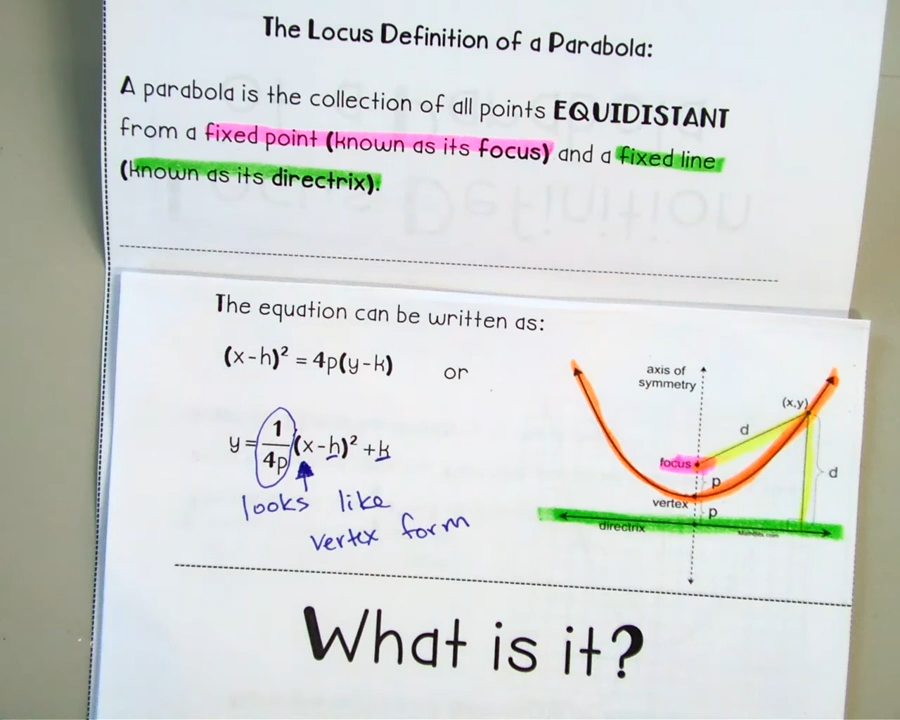 The Locus Definition of a Parabola:
A parabola is the collection of all points EQUIDISTANT
from a fixed point (known as its focus) and a fixed line
(known as its directrix).
The equation can be written as:
(x-h)² = 4p(y-k)
or
y = 1/4p (x-h)² + k
looks like
vertex form
axis of
symmetry
(x,y)
d
focus
p
d
vertex
p
directrix
What is it?